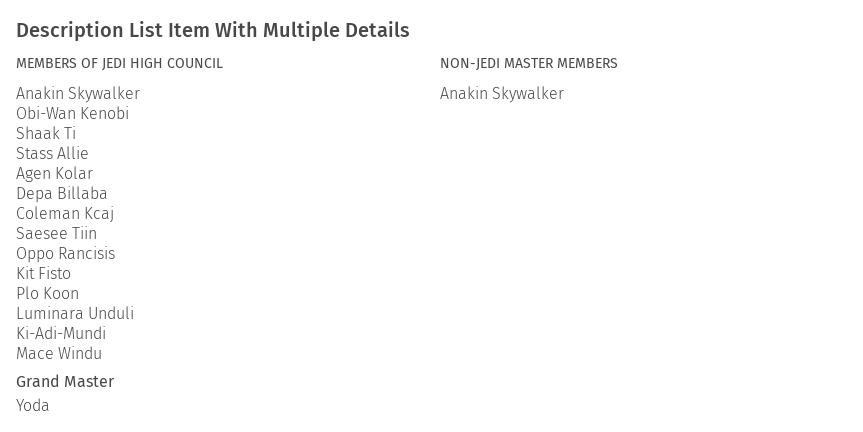 Description List Item With Multiple Details
MEMBERS OF JEDI HIGH COUNCIL
Anakin Skywalker
Obi-Wan Kenobi
Shaak Ti
Stass Allie
Agen Kolar
Depa Billaba
Coleman Kcaj
Saesee Tiin
Oppo Rancisis
Kit Fisto
Plo Koon
Luminara Unduli
Ki-Adi-Mundi
Mace Windu
Grand Master
Yoda
NON-JEDI MASTER MEMBERS
Anakin Skywalker